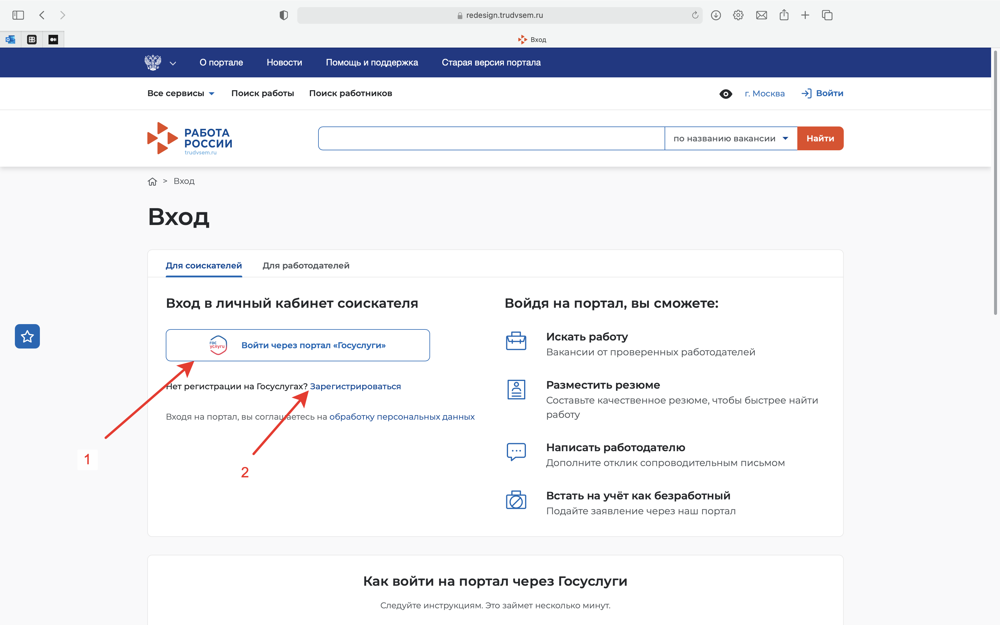 redesign.trudvsem.ru
Вход
О портале Новости Помощь и поддержка Старая версия портала
Все сервисы Поиск работы Поиск работников г. Москва Войти
РАБОТА
РОССИИ
trudvsem.ru
по названию вакансии Найти
> Вход
Вход
Для соискателей Для работодателей
Вход в личный кабинет соискателя
гос
услуги
Войти через портал «Госуслуги»
Нет регистрации на Госуслугах? Зарегистрироваться
Входя на портал, вы соглашаетесь на обработку персональных данных
1
2
Войдя на портал, вы сможете:
Искать работу
Вакансии от проверенных работодателей
Разместить резюме
Составьте качественное резюме, чтобы быстрее найти
работу
Написать работодателю
Дополните отклик сопроводительным письмом
Встать на учёт как безработный
Подайте заявление через наш портал
Как войти на портал через Госуслуги
Следуйте инструкциям. Это займет несколько минут.